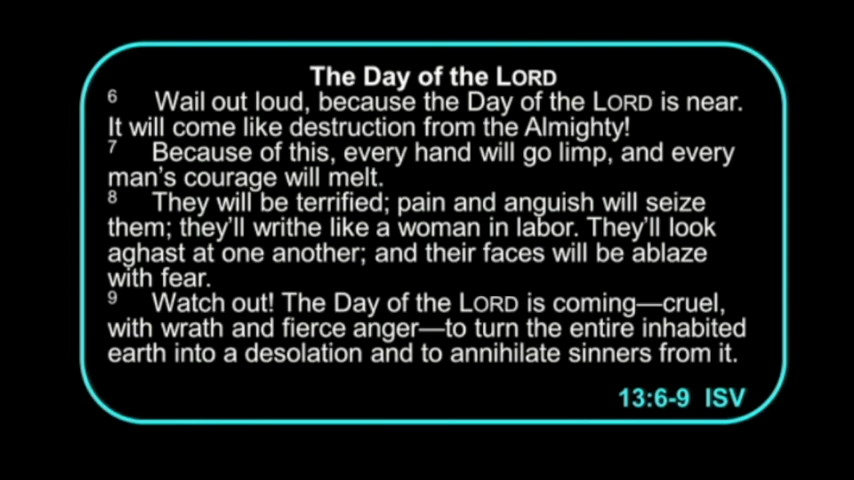 The Day of the LORD
6 Wail out loud, because the Day of the LORD is near.
It will come like destruction from the Almighty!
7 Because of this, every hand will go limp, and every
man's courage will melt.
8 They will be terrified; pain and anguish will seize
them; they'll writhe like a woman in labor. They'll look
aghast at one another; and their faces will be ablaze
with fear.
9 Watch out! The Day of the LORD is coming—cruel,
with wrath and fierce anger—to turn the entire inhabited
earth into a desolation and to annihilate sinners from it.
13:6-9 ISV